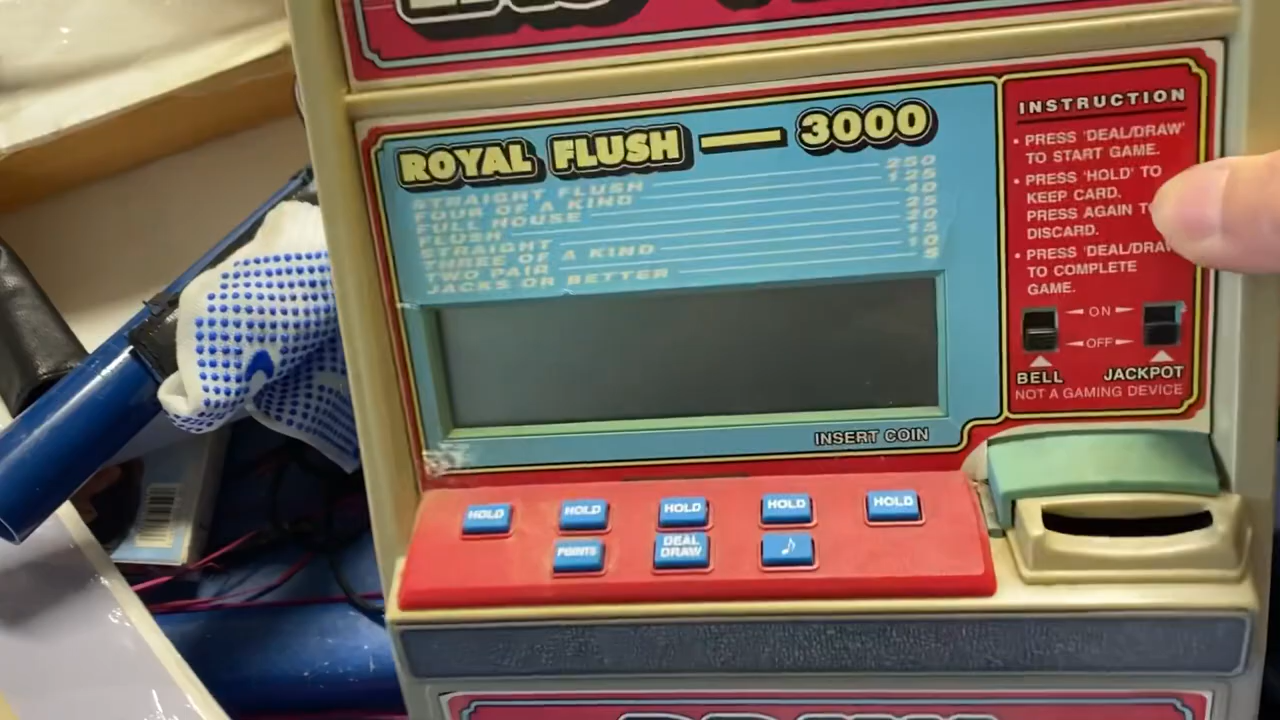 ROYAL FLUSH — 3000
STRAIGHT FLUSH 250
FOUR OF A KIND 125
FULL HOUSE 40
FLUSH 25
STRAIGHT 20
THREE OF A KIND 15
TWO PAIR 10
JACKS OR BETTER 5
INSERT COIN
INSTRUCTION
• PRESS 'DEAL/DRAW'
TO START GAME.
• PRESS 'HOLD' TO
KEEP CARD.
PRESS AGAIN
DISCARD.
• PRESS 'DEAL/DRAW
TO COMPLETE
GAME.
ON
OFF
BELL JACKPOT
NOT A GAMING DEVICE
HOLD HOLD HOLD HOLD HOLD
POINTS DEAL DRAW ♪